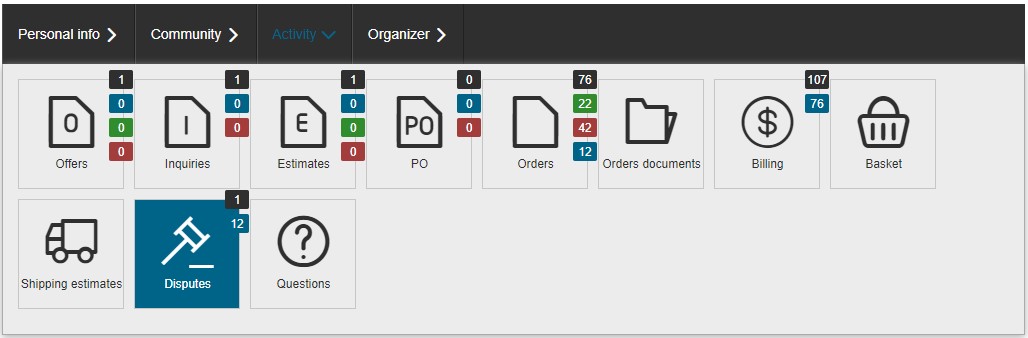 Personal info
Community
Activity
Organizer
1
0
0
0
O
Offers
1
0
0
I
Inquiries
1
0
0
0
E
Estimates
0
0
0
PO
PO
76
22
42
12
Orders
Orders documents
107
76
$
Billing
Basket
Shipping estimates
1
12
Disputes
?
Questions